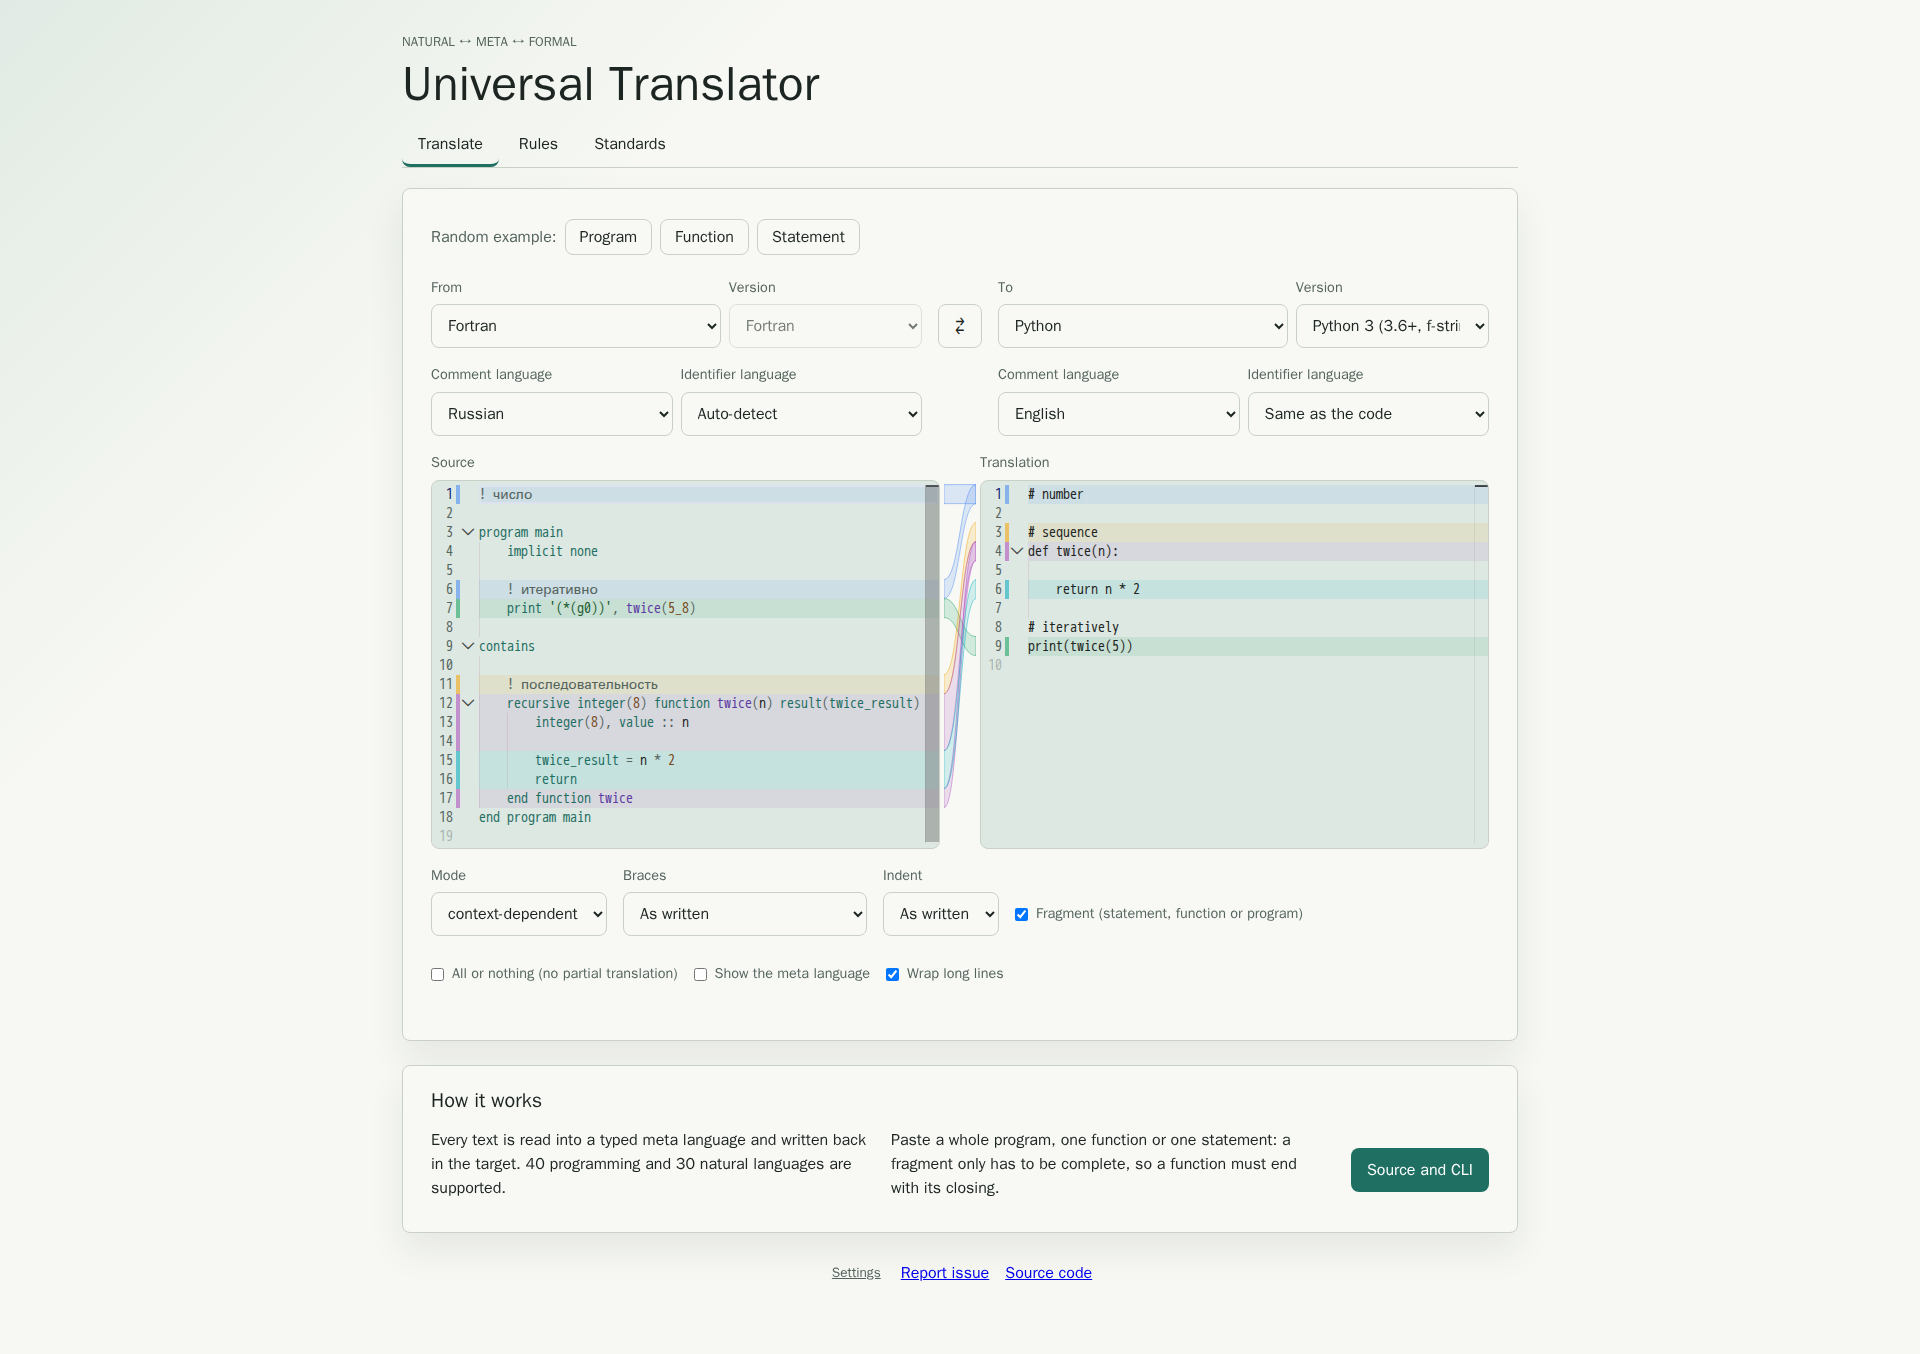 NATURAL ↔ META ↔ FORMAL
Universal Translator
Translate Rules Standards
Random example: Program Function Statement
From Version To Version
Fortran Fortran ⇄ Python Python 3 (3.6+, f-stri
Comment language Identifier language Comment language Identifier language
Russian Auto-detect English Same as the code
Source
1 ! число
2
3 program main
4 implicit none
5
6 ! итеративно
7 print '(*(g0))', twice(5_8)
8
9 contains
10
11 ! последовательность
12 recursive integer(8) function twice(n) result(twice_result)
13 integer(8), value :: n
14
15 twice_result = n * 2
16 return
17 end function twice
18 end program main
19
Translation
1 # number
2
3 # sequence
4 def twice(n):
5
6 return n * 2
7
8 # iteratively
9 print(twice(5))
10
Mode Braces Indent
context-dependent As written As written Fragment (statement, function or program)
All or nothing (no partial translation) Show the meta language Wrap long lines
How it works
Every text is read into a typed meta language and written back
in the target. 40 programming and 30 natural languages are
supported.
Paste a whole program, one function or one statement: a
fragment only has to be complete, so a function must end
with its closing.
Source and CLI
Settings Report issue Source code